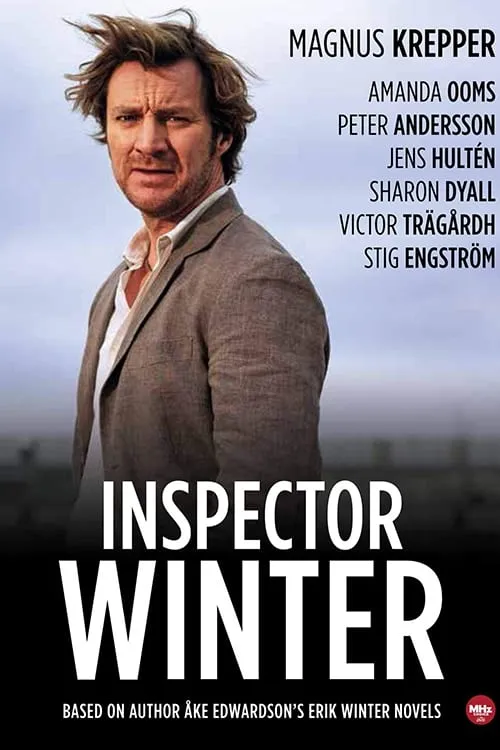 MAGNUS KREPPER
AMANDA OOMS
PETER ANDERSSON
JENS HULTÉN
SHARON DYALL
VICTOR TRÄGÅRDH
STIG ENGSTRÖM
INSPECTOR
WINTER
BASED ON AUTHOR ÅKE EDWARDSON'S ERIK WINTER NOVELS
MHz